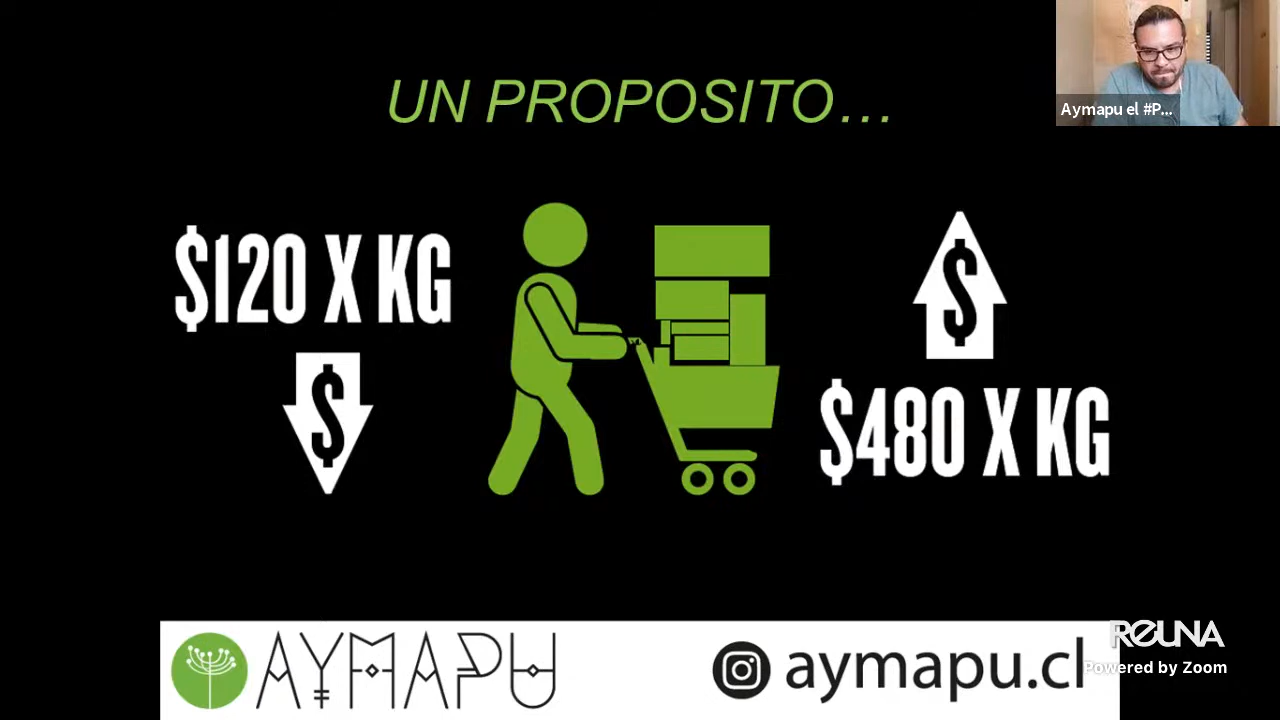 UN PROPOSITO...
Aymapu el #P...
$120 X KG
$
$
$480 X KG
AYMAPU
aymapu.cl
REUNA
Powered by Zoom